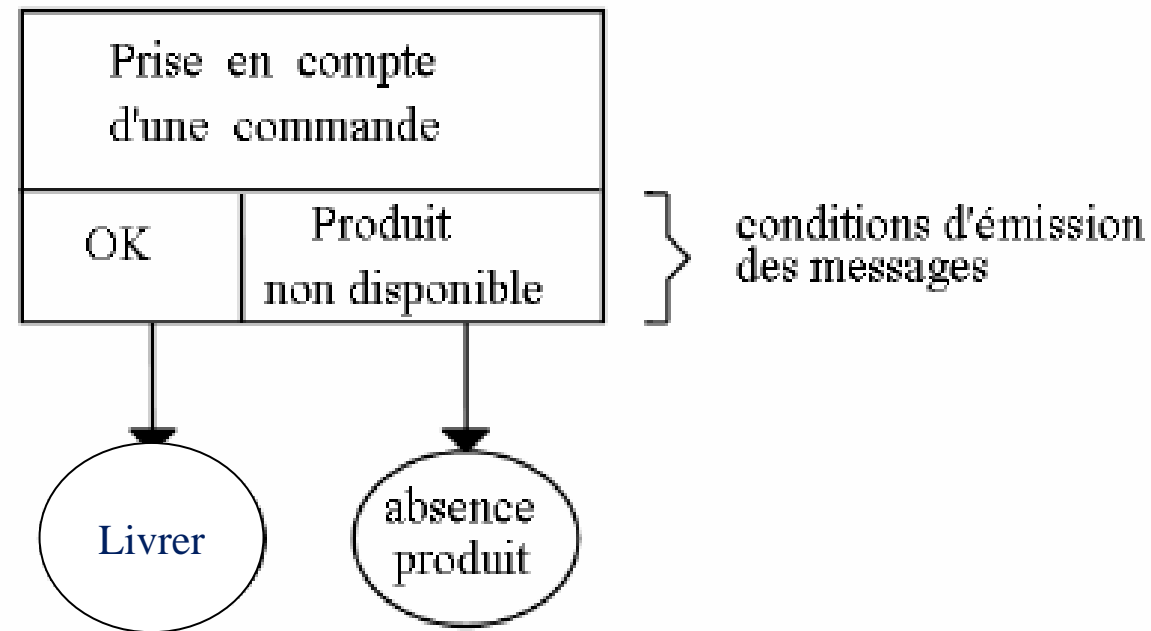 Prise en compte
d'une commande
OK
Produit
non disponible
conditions d'émission
des messages
Livrer
absence
produit